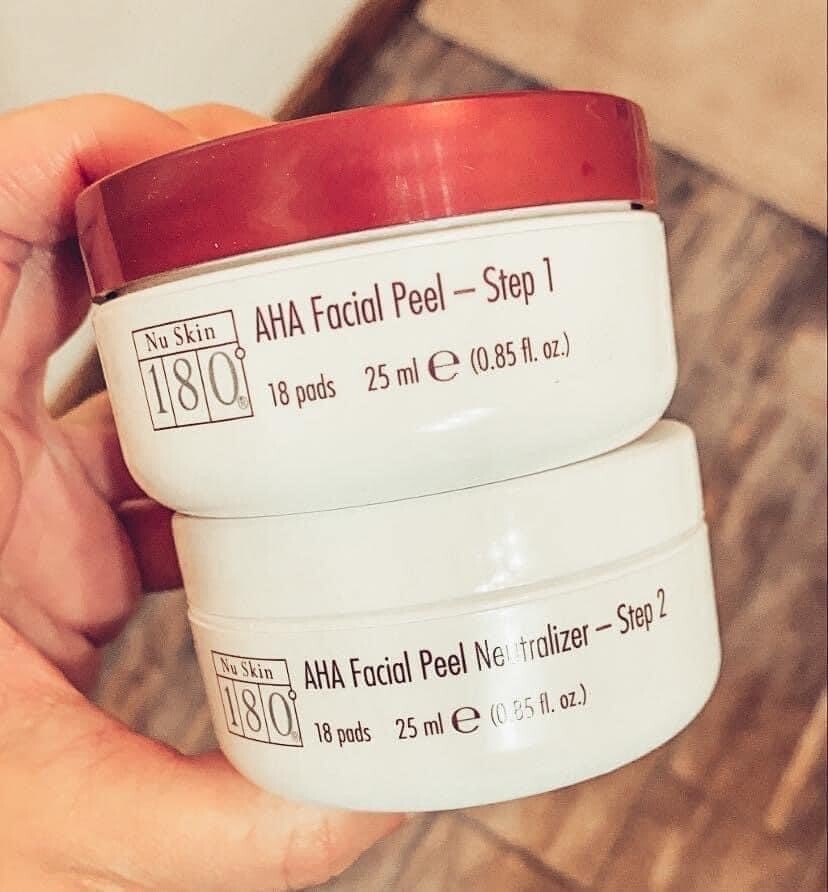 AHA Facial Peel – Step 1
Nu Skin
180°®
18 pads 25 ml ℮ (0.85 fl. oz.)
AHA Facial Peel Neutralizer – Step 2
Nu Skin
180°®
18 pads 25 ml ℮ (0.85 fl. oz.)